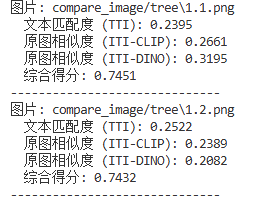 图片: compare_image/tree\1.1.png
文本匹配度 (TTI): 0.2395
原图相似度 (ITI-CLIP): 0.2661
原图相似度 (ITI-DINO): 0.3195
综合得分: 0.7451
------------------------------
图片: compare_image/tree\1.2.png
文本匹配度 (TTI): 0.2522
原图相似度 (ITI-CLIP): 0.2389
原图相似度 (ITI-DINO): 0.2082
综合得分: 0.7432
------------------------------